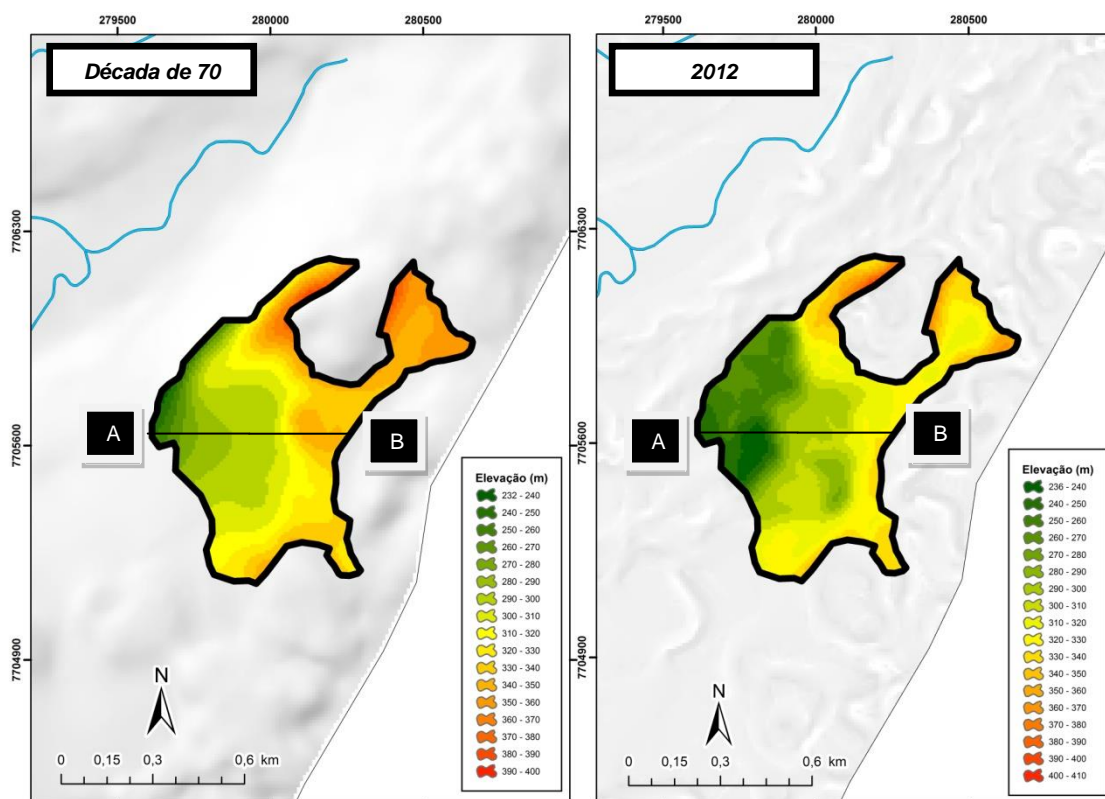 279500 280000 280500
Década de 70
7706300
7705600
7704900
A
B
N
0 0,15 0,3 0,6 km
Elevação (m)
232 - 240
240 - 250
250 - 260
260 - 270
270 - 280
280 - 290
290 - 300
300 - 310
310 - 320
320 - 330
330 - 340
340 - 350
350 - 360
360 - 370
370 - 380
380 - 390
390 - 400
279500 280000 280500
2012
7706300
7705600
7704900
A
B
N
0 0,15 0,3 0,6 km
Elevação (m)
236 - 240
240 - 250
250 - 260
260 - 270
270 - 280
280 - 290
290 - 300
300 - 310
310 - 320
320 - 330
330 - 340
340 - 350
350 - 360
360 - 370
370 - 380
380 - 390
390 - 400
400 - 410